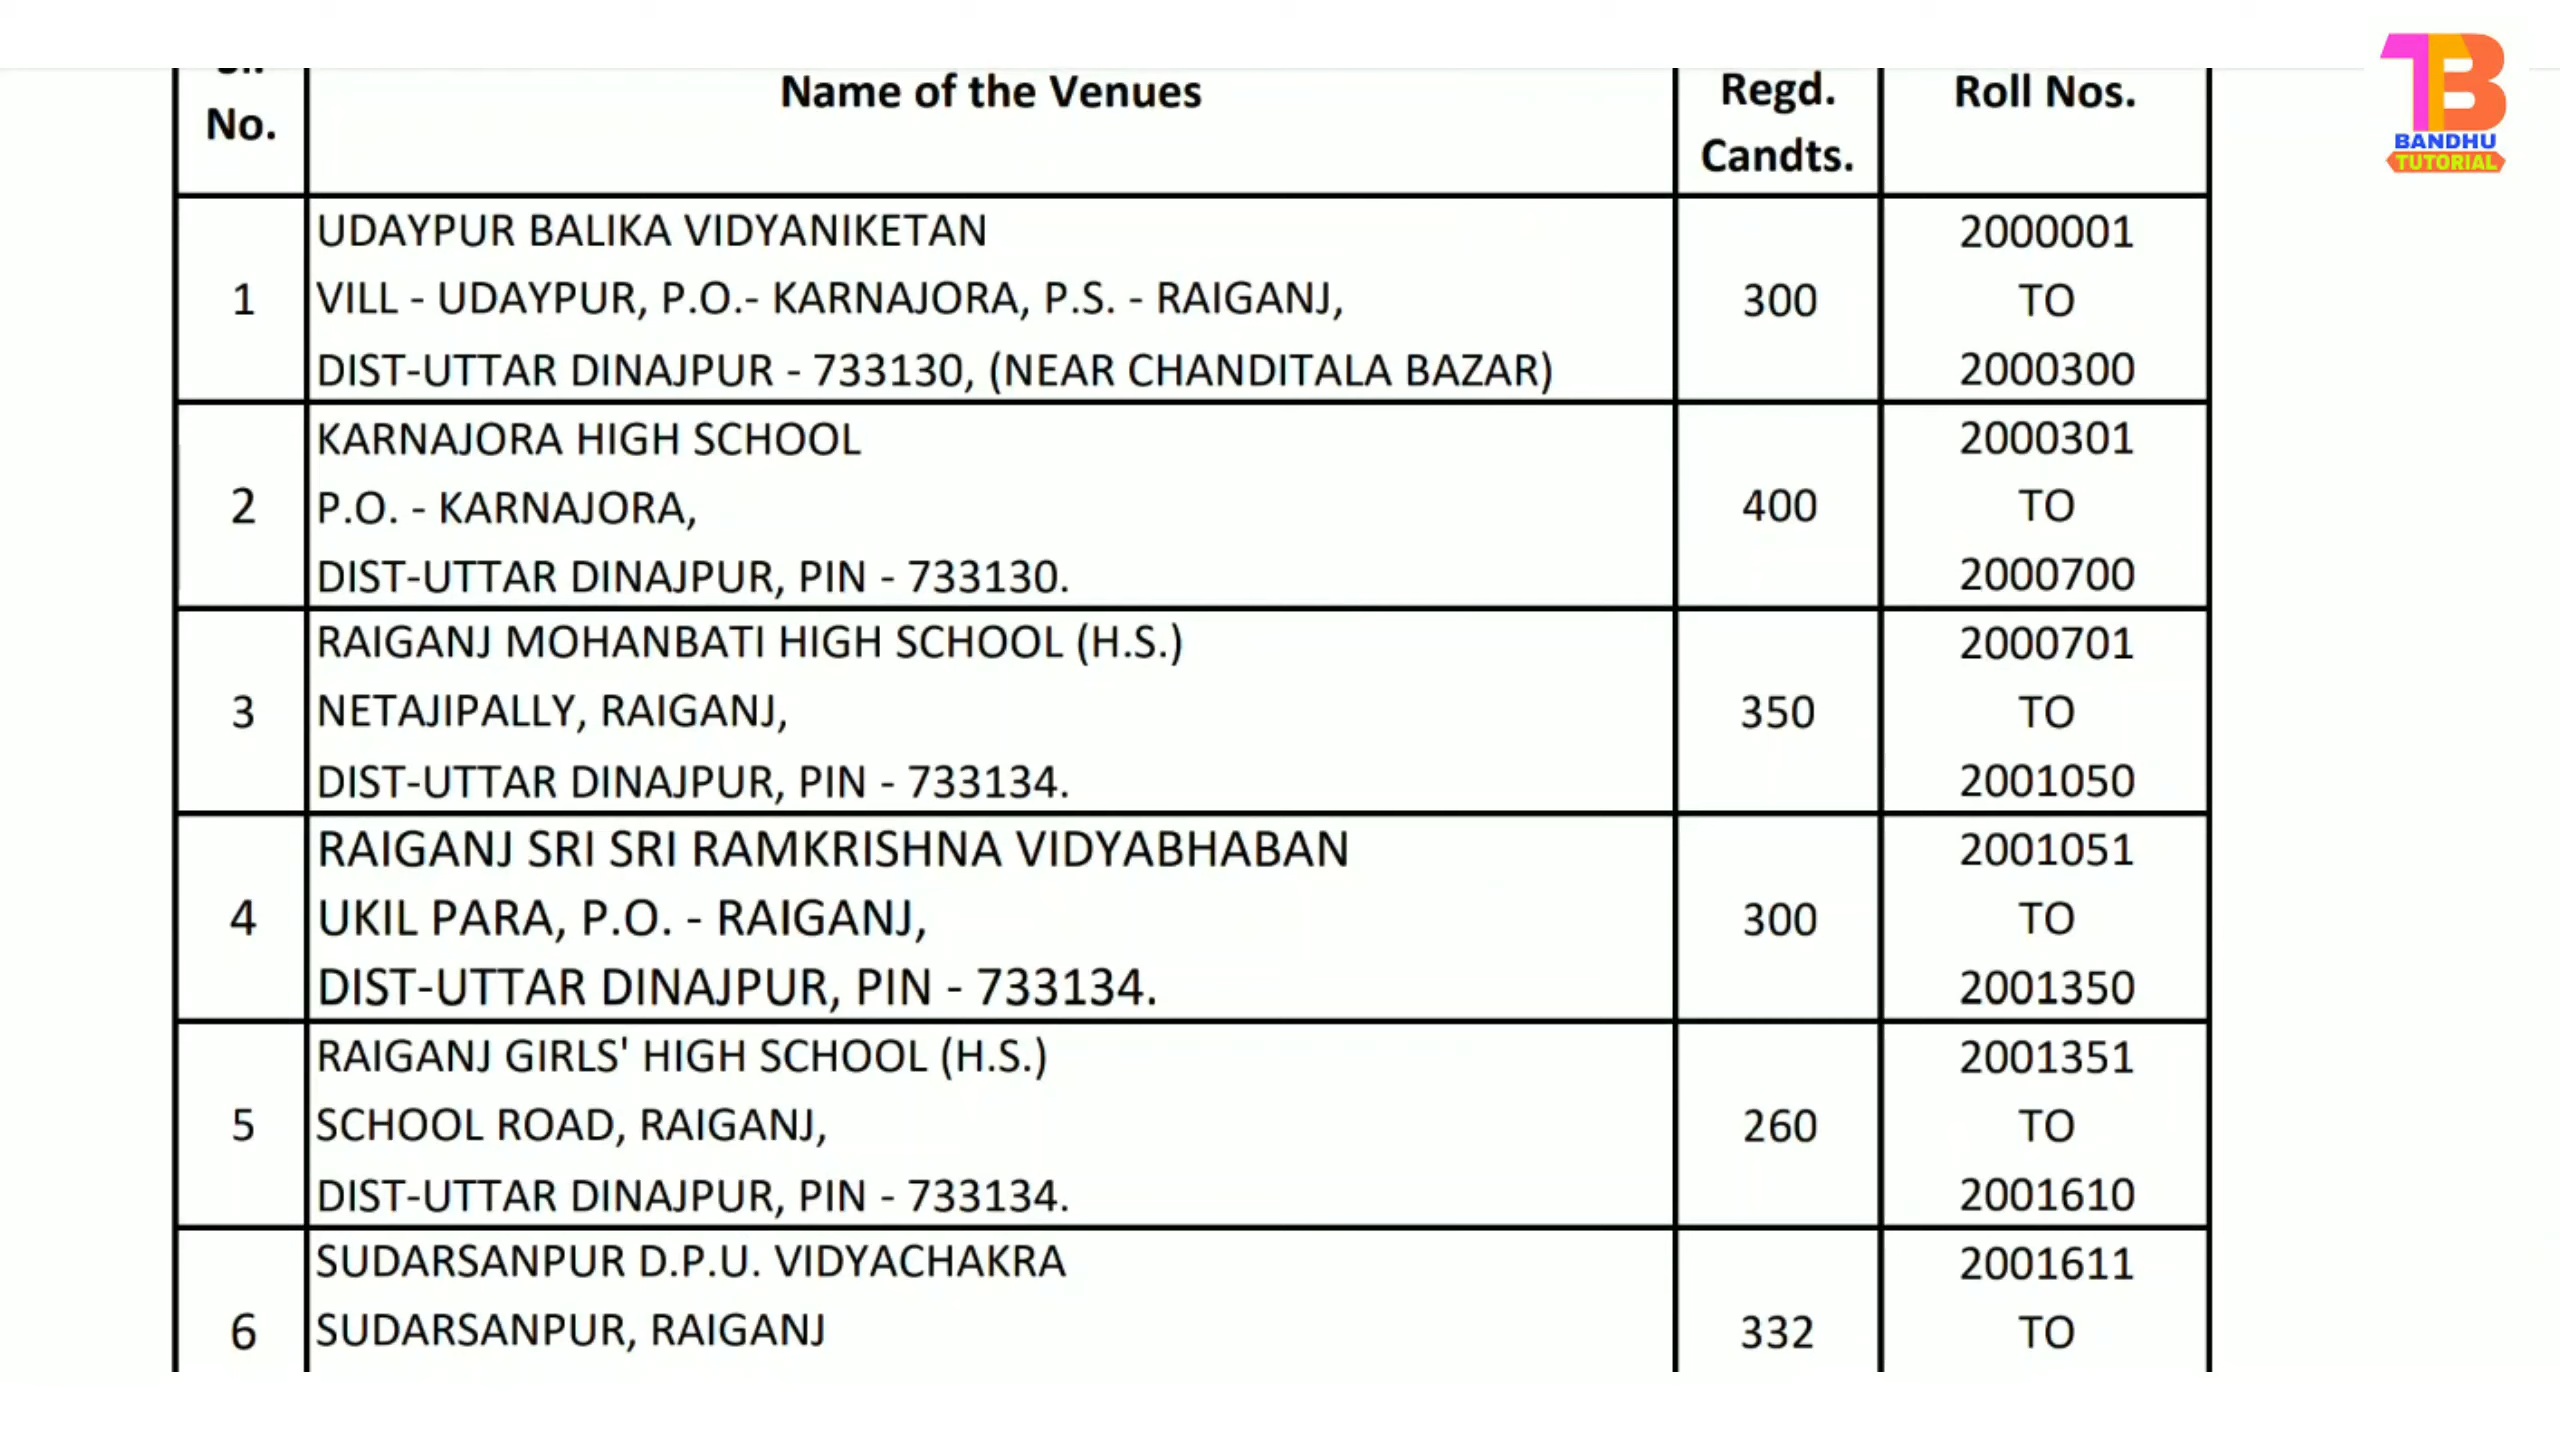 No.
Name of the Venues
Regd.
Candts.
Roll Nos.
BANDHU
TUTORIAL
1
UDAYPUR BALIKA VIDYANIKETAN
VILL - UDAYPUR, P.O.- KARNAJORA, P.S. - RAIGANJ,
DIST-UTTAR DINAJPUR - 733130, (NEAR CHANDITALA BAZAR)
300
2000001
TO
2000300
2
KARNAJORA HIGH SCHOOL
P.O. - KARNAJORA,
DIST-UTTAR DINAJPUR, PIN - 733130.
400
2000301
TO
2000700
3
RAIGANJ MOHANBATI HIGH SCHOOL (H.S.)
NETAJIPALLY, RAIGANJ,
DIST-UTTAR DINAJPUR, PIN - 733134.
350
2000701
TO
2001050
4
RAIGANJ SRI SRI RAMKRISHNA VIDYABHABAN
UKIL PARA, P.O. - RAIGANJ,
DIST-UTTAR DINAJPUR, PIN - 733134.
300
2001051
TO
2001350
5
RAIGANJ GIRLS' HIGH SCHOOL (H.S.)
SCHOOL ROAD, RAIGANJ,
DIST-UTTAR DINAJPUR, PIN - 733134.
260
2001351
TO
2001610
6
SUDARSANPUR D.P.U. VIDYACHAKRA
SUDARSANPUR, RAIGANJ
332
2001611
TO